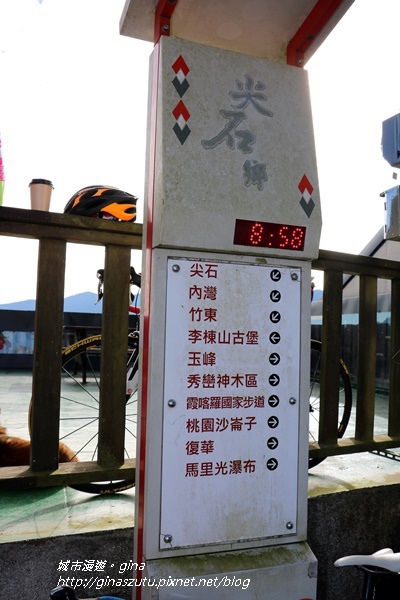 尖石鄉
8:58
尖石
內灣
竹東
李棟山古堡
玉峰
秀巒神木區
霞喀羅國家步道
桃園沙崙子
復華
馬里光瀑布
城市漫遊。gina
http://ginaszutu.pixnet.net/blog